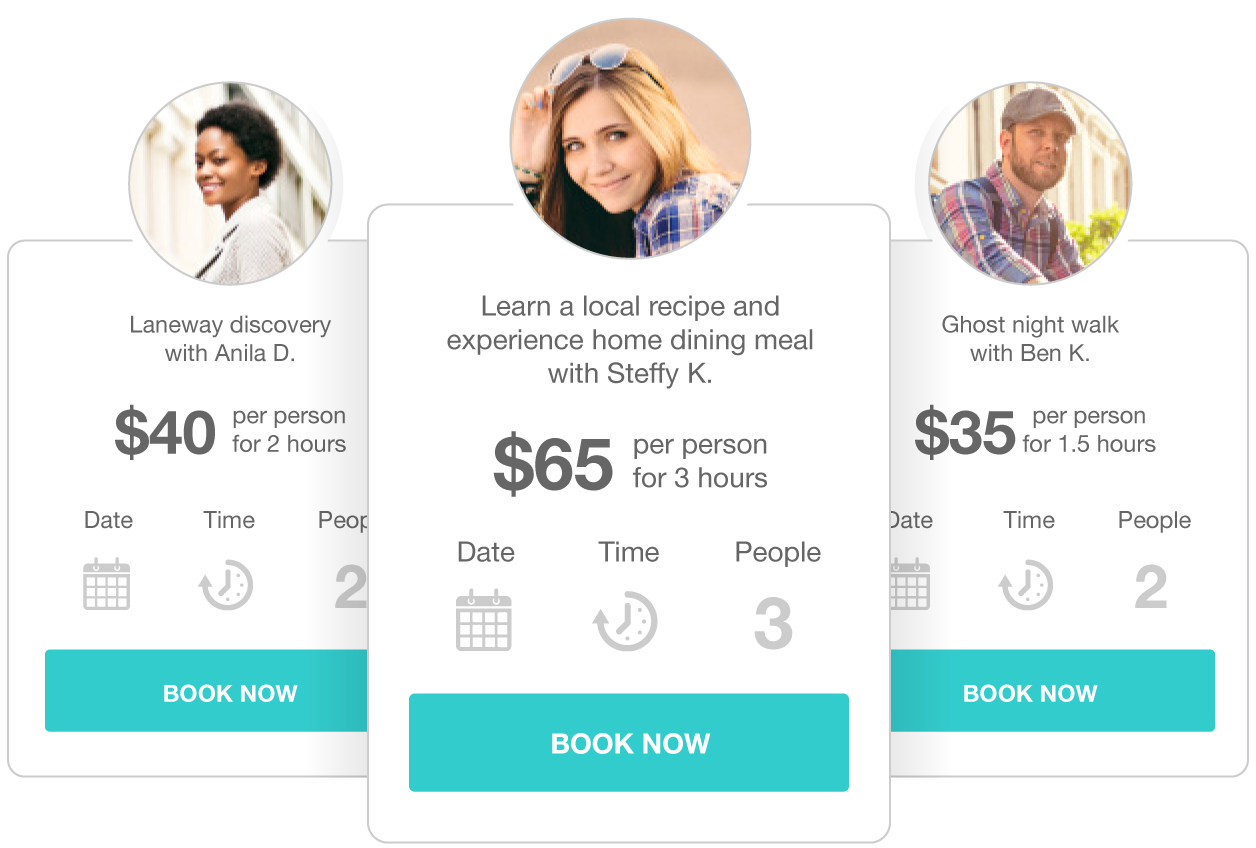 Laneway discovery
with Anila D.
$40 per person
for 2 hours
Date Time Peop
2
BOOK NOW
Learn a local recipe and
experience home dining meal
with Steffy K.
$65 per person
for 3 hours
Date Time People
3
BOOK NOW
Ghost night walk
with Ben K.
$35 per person
for 1.5 hours
Date Time People
2
BOOK NOW